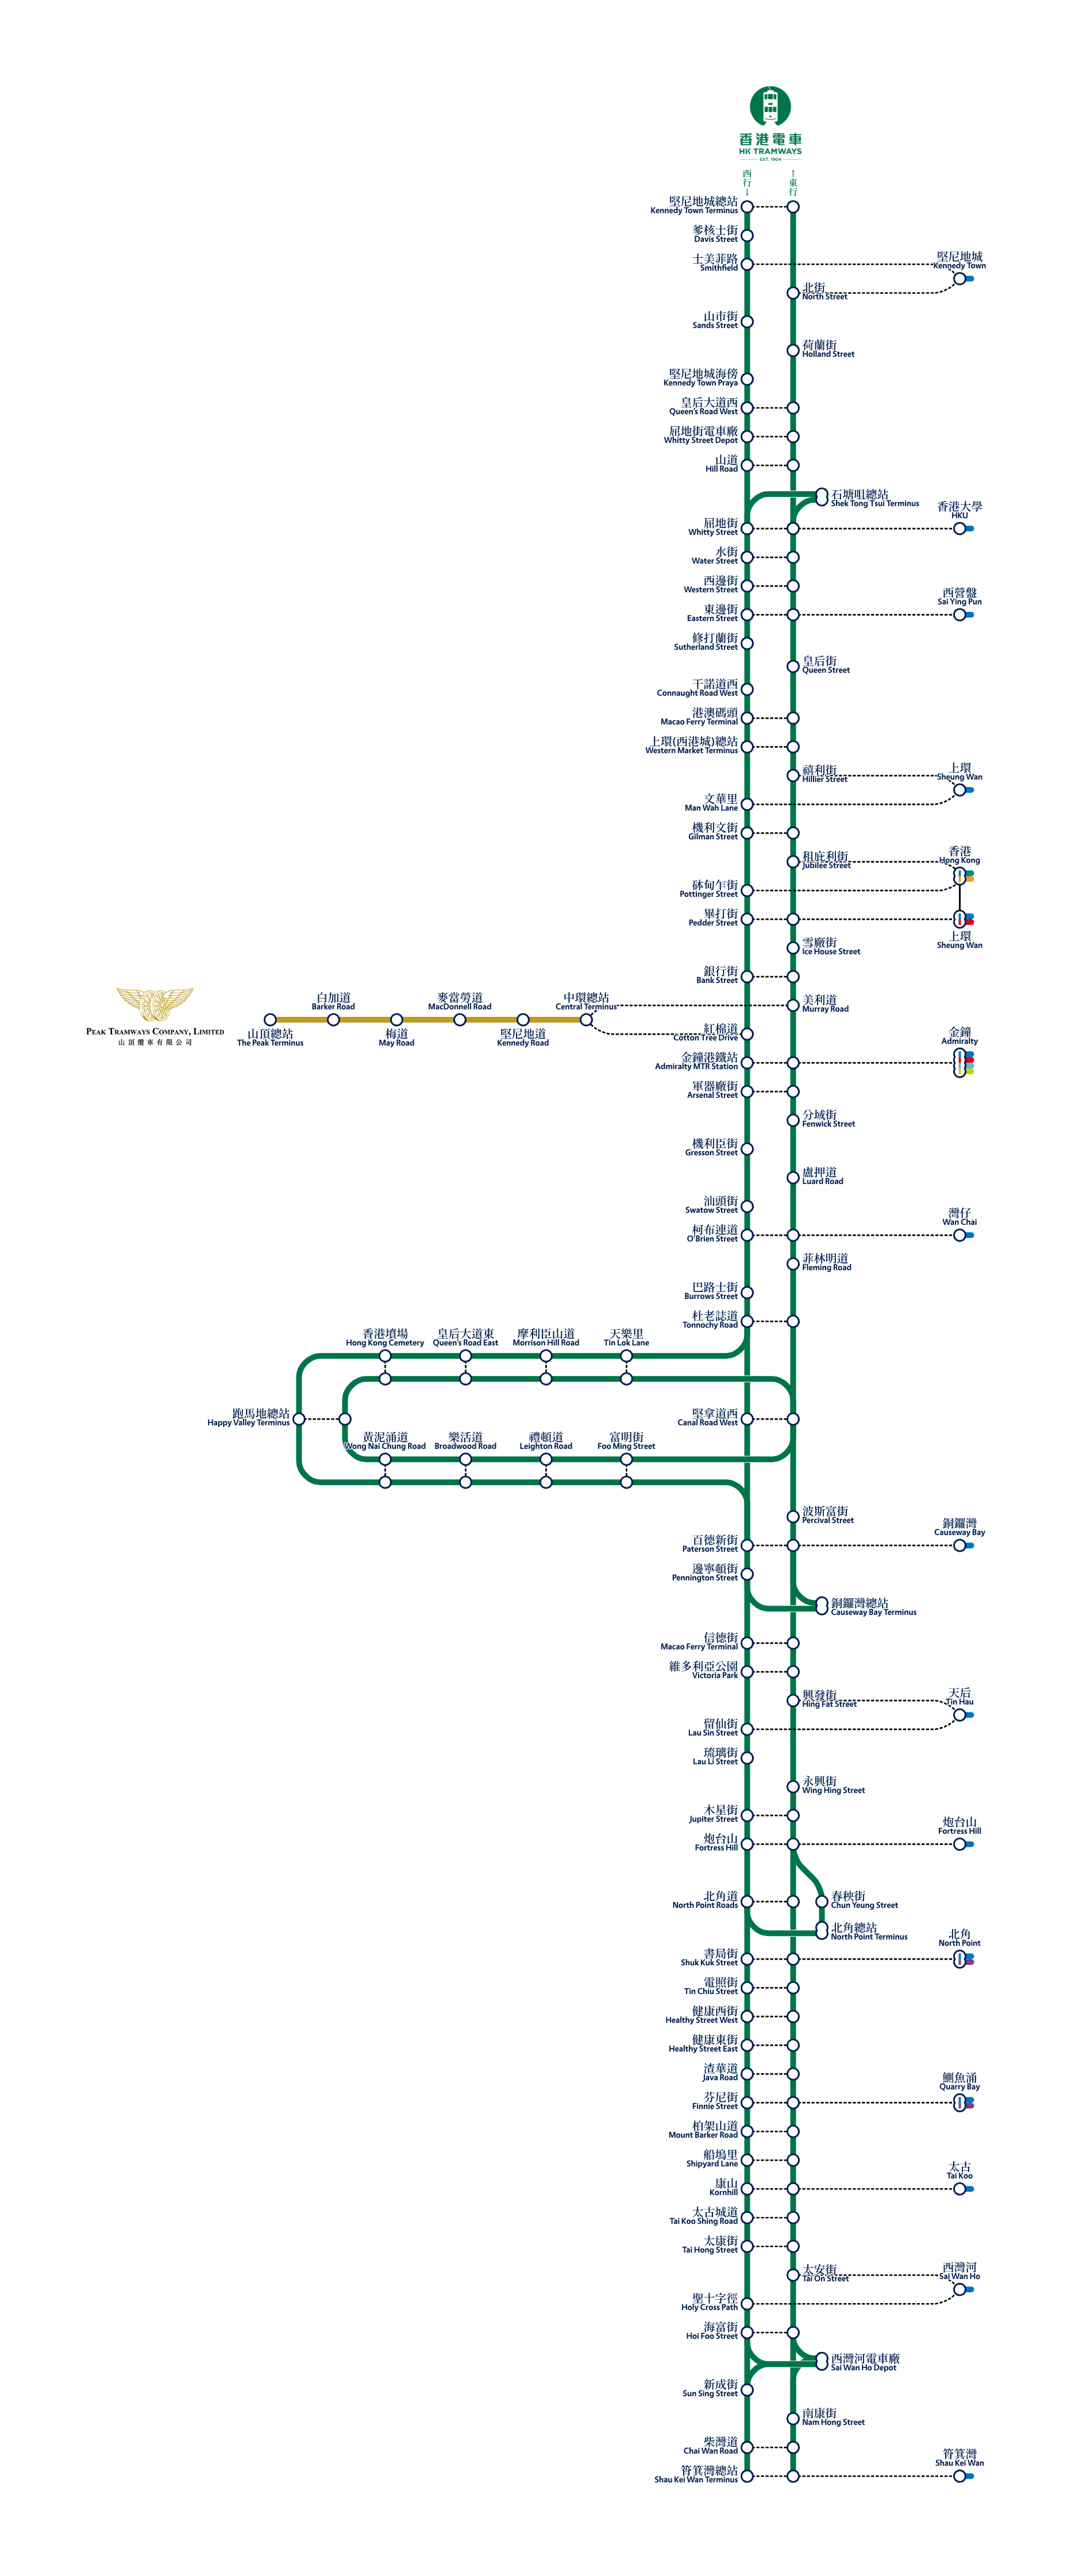 香港電車
HK TRAMWAYS
EST. 1904
西行↓
↑東行
堅尼地城總站
Kennedy Town Terminus
爹核士街
Davis Street
士美菲路
Smithfield
堅尼地城
Kennedy Town
北街
North Street
山市街
Sands Street
荷蘭街
Holland Street
堅尼地城海傍
Kennedy Town Praya
皇后大道西
Queen's Road West
屈地街電車廠
Whitty Street Depot
山道
Hill Road
石塘咀總站
Shek Tong Tsui Terminus
屈地街
Whitty Street
香港大學
HKU
水街
Water Street
西邊街
Western Street
東邊街
Eastern Street
西營盤
Sai Ying Pun
修打蘭街
Sutherland Street
皇后街
Queen Street
干諾道西
Connaught Road West
港澳碼頭
Macao Ferry Terminal
上環(西港城)總站
Western Market Terminus
禧利街
Hillier Street
上環
Sheung Wan
文華里
Man Wah Lane
機利文街
Gilman Street
租庇利街
Jubilee Street
香港
Hong Kong
砵甸乍街
Pottinger Street
畢打街
Pedder Street
上環
Sheung Wan
雪廠街
Ice House Street
銀行街
Bank Street
PEAK TRAMWAYS COMPANY, LIMITED
山頂纜車有限公司
山頂總站
The Peak Terminus
白加道
Barker Road
梅道
May Road
麥當勞道
MacDonnell Road
堅尼地道
Kennedy Road
中環總站
Central Terminus
美利道
Murray Road
紅棉道
Cotton Tree Drive
金鐘港鐵站
Admiralty MTR Station
金鐘
Admiralty
軍器廠街
Arsenal Street
分域街
Fenwick Street
機利臣街
Gresson Street
盧押道
Luard Road
汕頭街
Swatow Street
柯布連道
O'Brien Street
灣仔
Wan Chai
菲林明道
Fleming Road
巴路士街
Burrows Street
杜老誌道
Tonnochy Road
香港墳場
Hong Kong Cemetery
皇后大道東
Queen's Road East
摩利臣山道
Morrison Hill Road
天樂里
Tin Lok Lane
跑馬地總站
Happy Valley Terminus
堅拿道西
Canal Road West
黃泥涌道
Wong Nai Chung Road
樂活道
Broadwood Road
禮頓道
Leighton Road
富明街
Foo Ming Street
波斯富街
Percival Street
百德新街
Paterson Street
銅鑼灣
Causeway Bay
邊寧頓街
Pennington Street
銅鑼灣總站
Causeway Bay Terminus
信德街
Macao Ferry Terminal
維多利亞公園
Victoria Park
興發街
Hing Fat Street
天后
Tin Hau
留仙街
Lau Sin Street
琉璃街
Lau Li Street
永興街
Wing Hing Street
木星街
Jupiter Street
炮台山
Fortress Hill
炮台山
Fortress Hill
北角道
North Point Roads
春秧街
Chun Yeung Street
北角總站
North Point Terminus
書局街
Shuk Kuk Street
北角
North Point
電照街
Tin Chiu Street
健康西街
Healthy Street West
健康東街
Healthy Street East
渣華道
Java Road
芬尼街
Finnie Street
鰂魚涌
Quarry Bay
柏架山道
Mount Barker Road
船塢里
Shipyard Lane
康山
Kornhill
太古
Tai Koo
太古城道
Tai Koo Shing Road
太康街
Tai Hong Street
太安街
Tai On Street
西灣河
Sai Wan Ho
聖十字徑
Holy Cross Path
海富街
Hoi Foo Street
西灣河電車廠
Sai Wan Ho Depot
新成街
Sun Sing Street
南康街
Nam Hong Street
柴灣道
Chai Wan Road
筲箕灣總站
Shau Kei Wan Terminus
筲箕灣
Shau Kei Wan